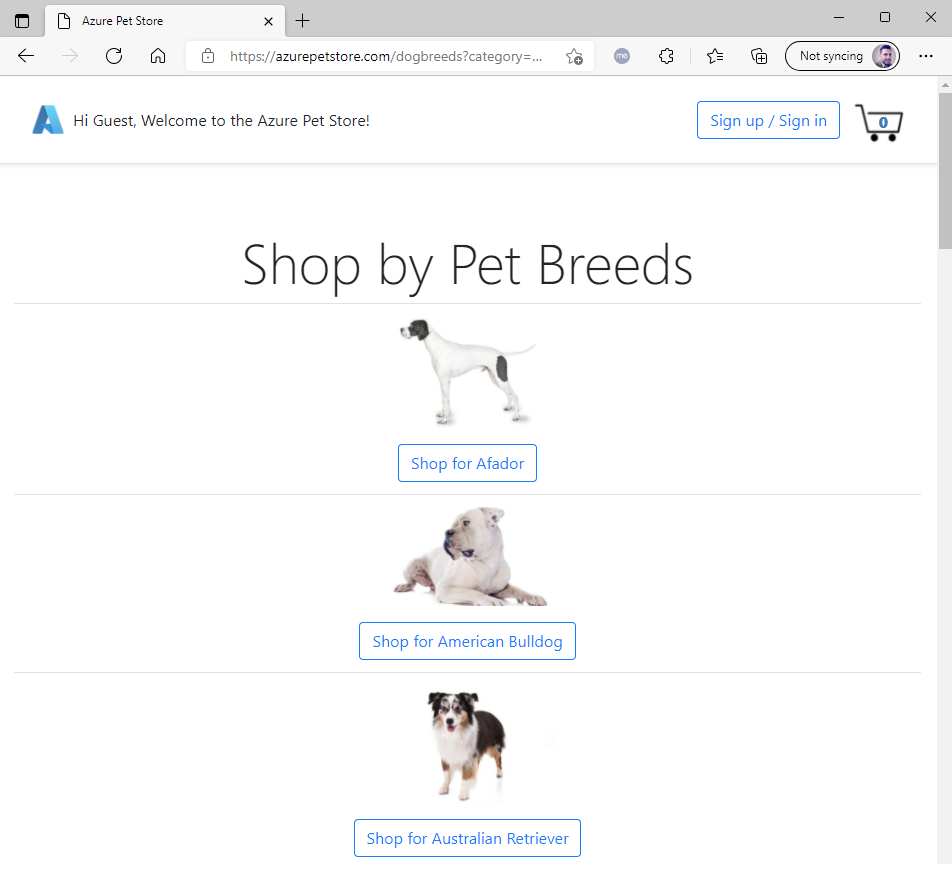 Azure Pet Store
https://azurepetstore.com/dogbreeds?category=...
me
Not syncing
Hi Guest, Welcome to the Azure Pet Store!
Sign up / Sign in
0
Shop by Pet Breeds
Shop for Afador
Shop for American Bulldog
Shop for Australian Retriever